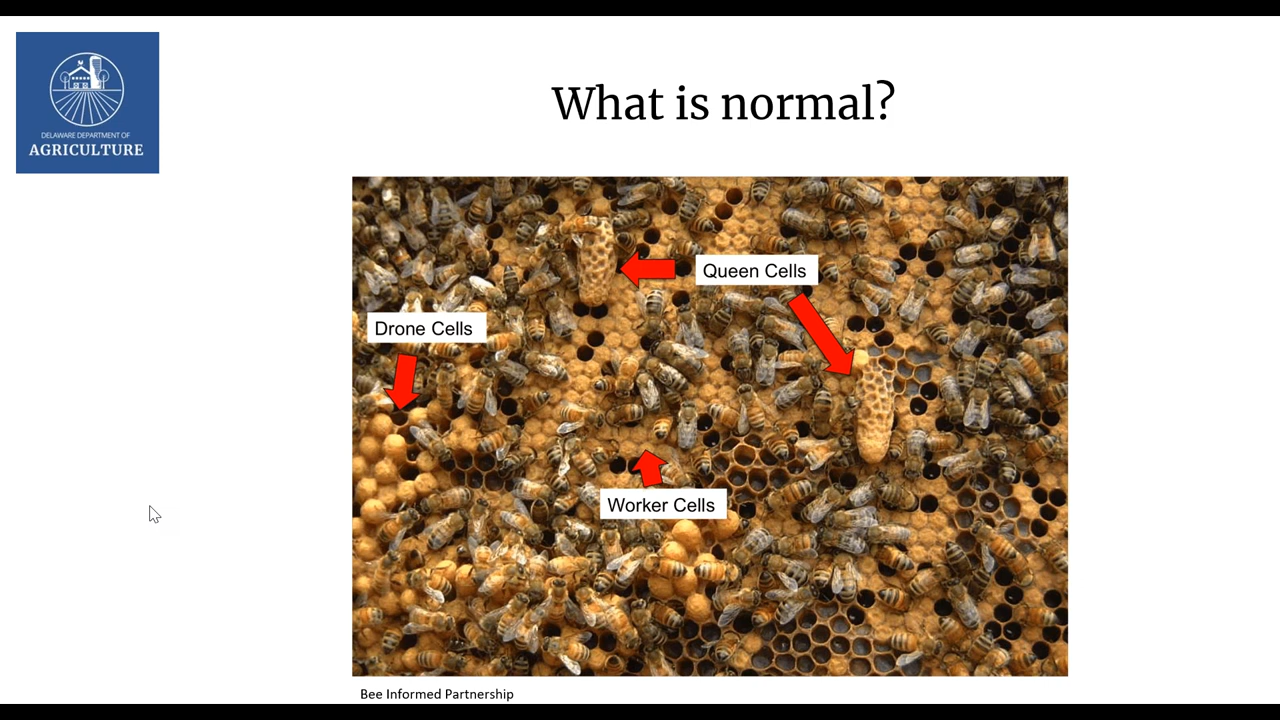 DELAWARE DEPARTMENT OF
AGRICULTURE
What is normal?
Queen Cells
Drone Cells
Worker Cells
Bee Informed Partnership